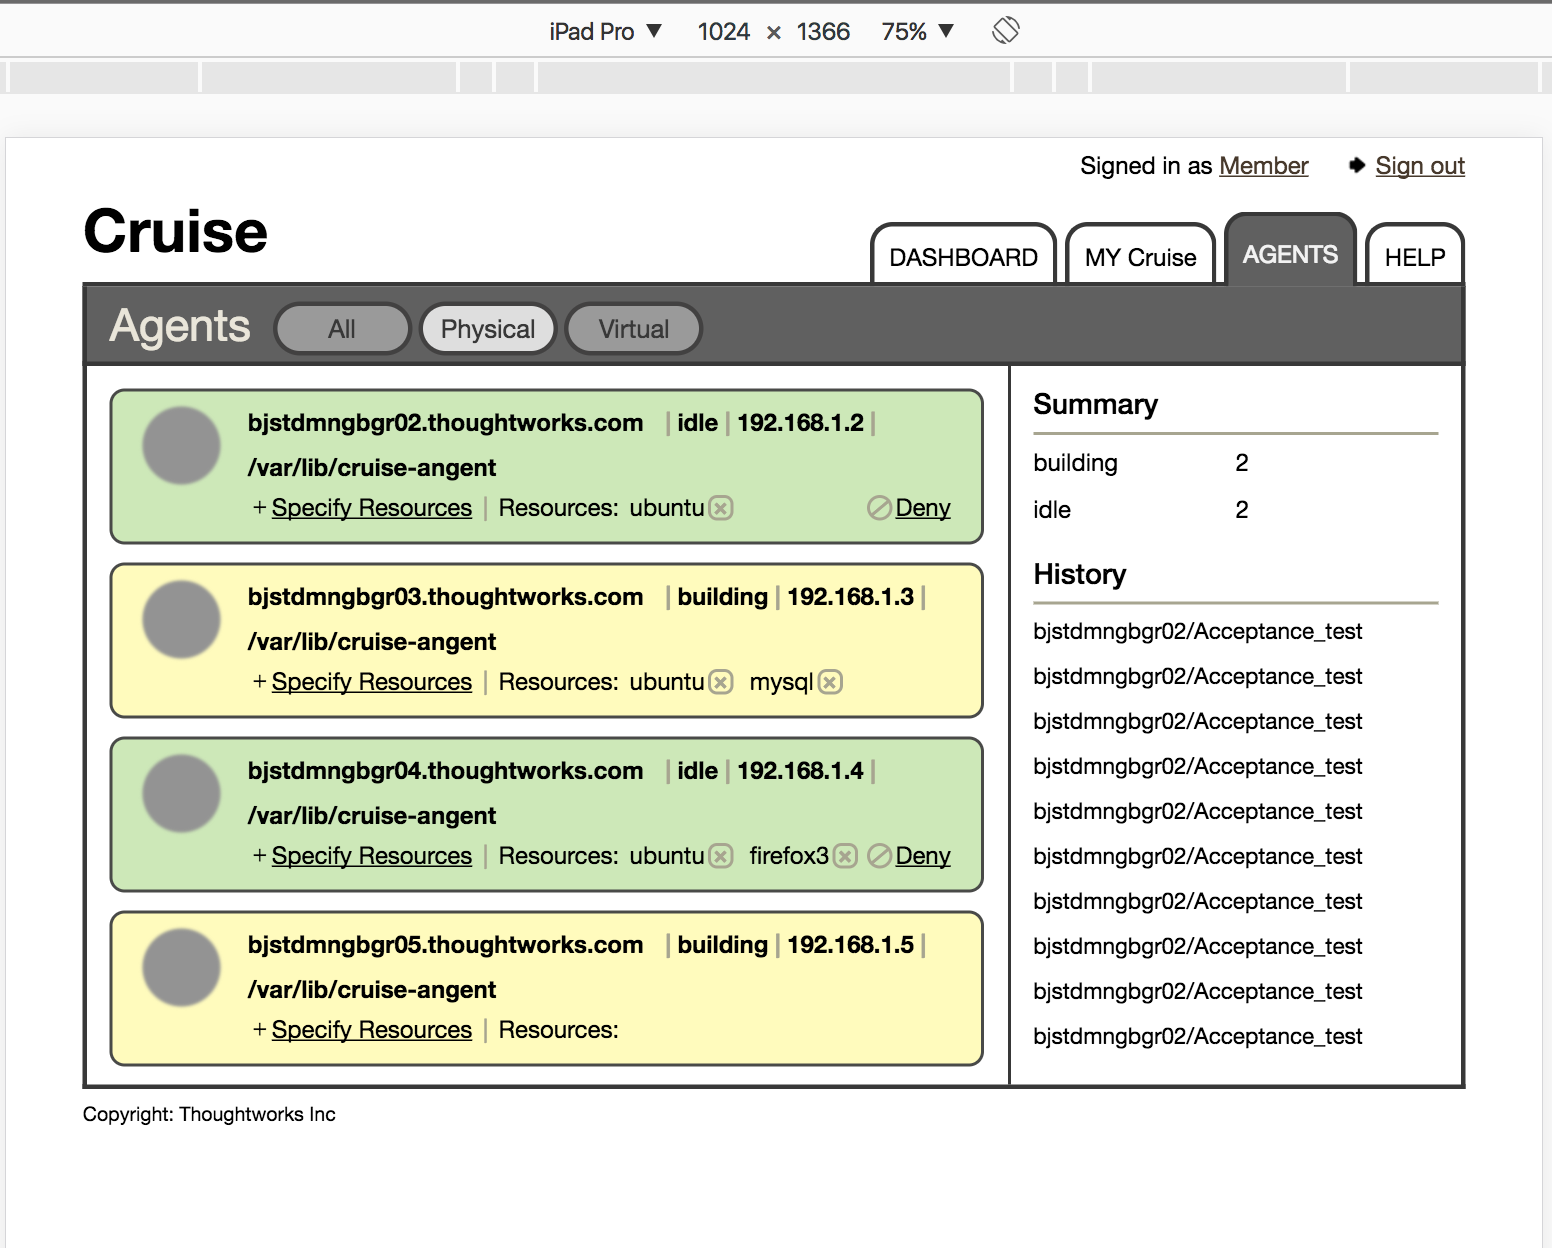 iPad Pro ▼ 1024 × 1366 75% ▼
Signed in as Member Sign out
Cruise
DASHBOARD MY Cruise AGENTS HELP
Agents All Physical Virtual
bjstdmngbgr02.thoughtworks.com | idle | 192.168.1.2 |
/var/lib/cruise-angent
+ Specify Resources | Resources: ubuntu Deny
bjstdmngbgr03.thoughtworks.com | building | 192.168.1.3 |
/var/lib/cruise-angent
+ Specify Resources | Resources: ubuntu mysql
bjstdmngbgr04.thoughtworks.com | idle | 192.168.1.4 |
/var/lib/cruise-angent
+ Specify Resources | Resources: ubuntu firefox3 Deny
bjstdmngbgr05.thoughtworks.com | building | 192.168.1.5 |
/var/lib/cruise-angent
+ Specify Resources | Resources:
Summary
building 2
idle 2
History
bjstdmngbgr02/Acceptance_test
bjstdmngbgr02/Acceptance_test
bjstdmngbgr02/Acceptance_test
bjstdmngbgr02/Acceptance_test
bjstdmngbgr02/Acceptance_test
bjstdmngbgr02/Acceptance_test
bjstdmngbgr02/Acceptance_test
bjstdmngbgr02/Acceptance_test
bjstdmngbgr02/Acceptance_test
bjstdmngbgr02/Acceptance_test
Copyright: Thoughtworks Inc